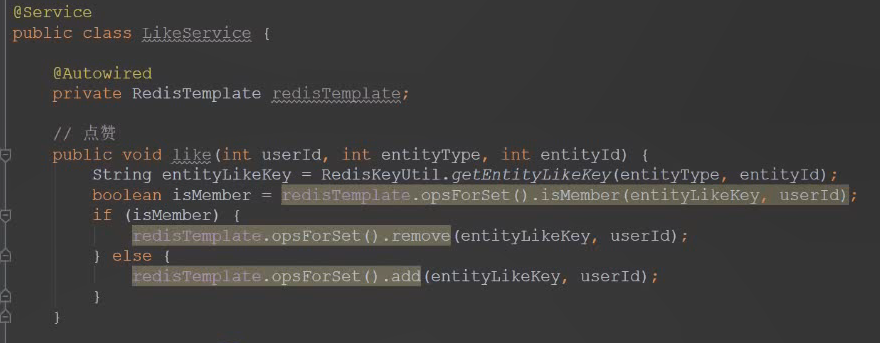 @Service
public class LikeService {
@Autowired
private RedisTemplate redisTemplate;
// 点赞
public void like(int userId, int entityType, int entityId) {
String entityLikeKey = RedisKeyUtil.getEntityLikeKey(entityType, entityId);
boolean isMember = redisTemplate.opsForSet().isMember(entityLikeKey, userId);
if (isMember) {
redisTemplate.opsForSet().remove(entityLikeKey, userId);
} else {
redisTemplate.opsForSet().add(entityLikeKey, userId);
}
}